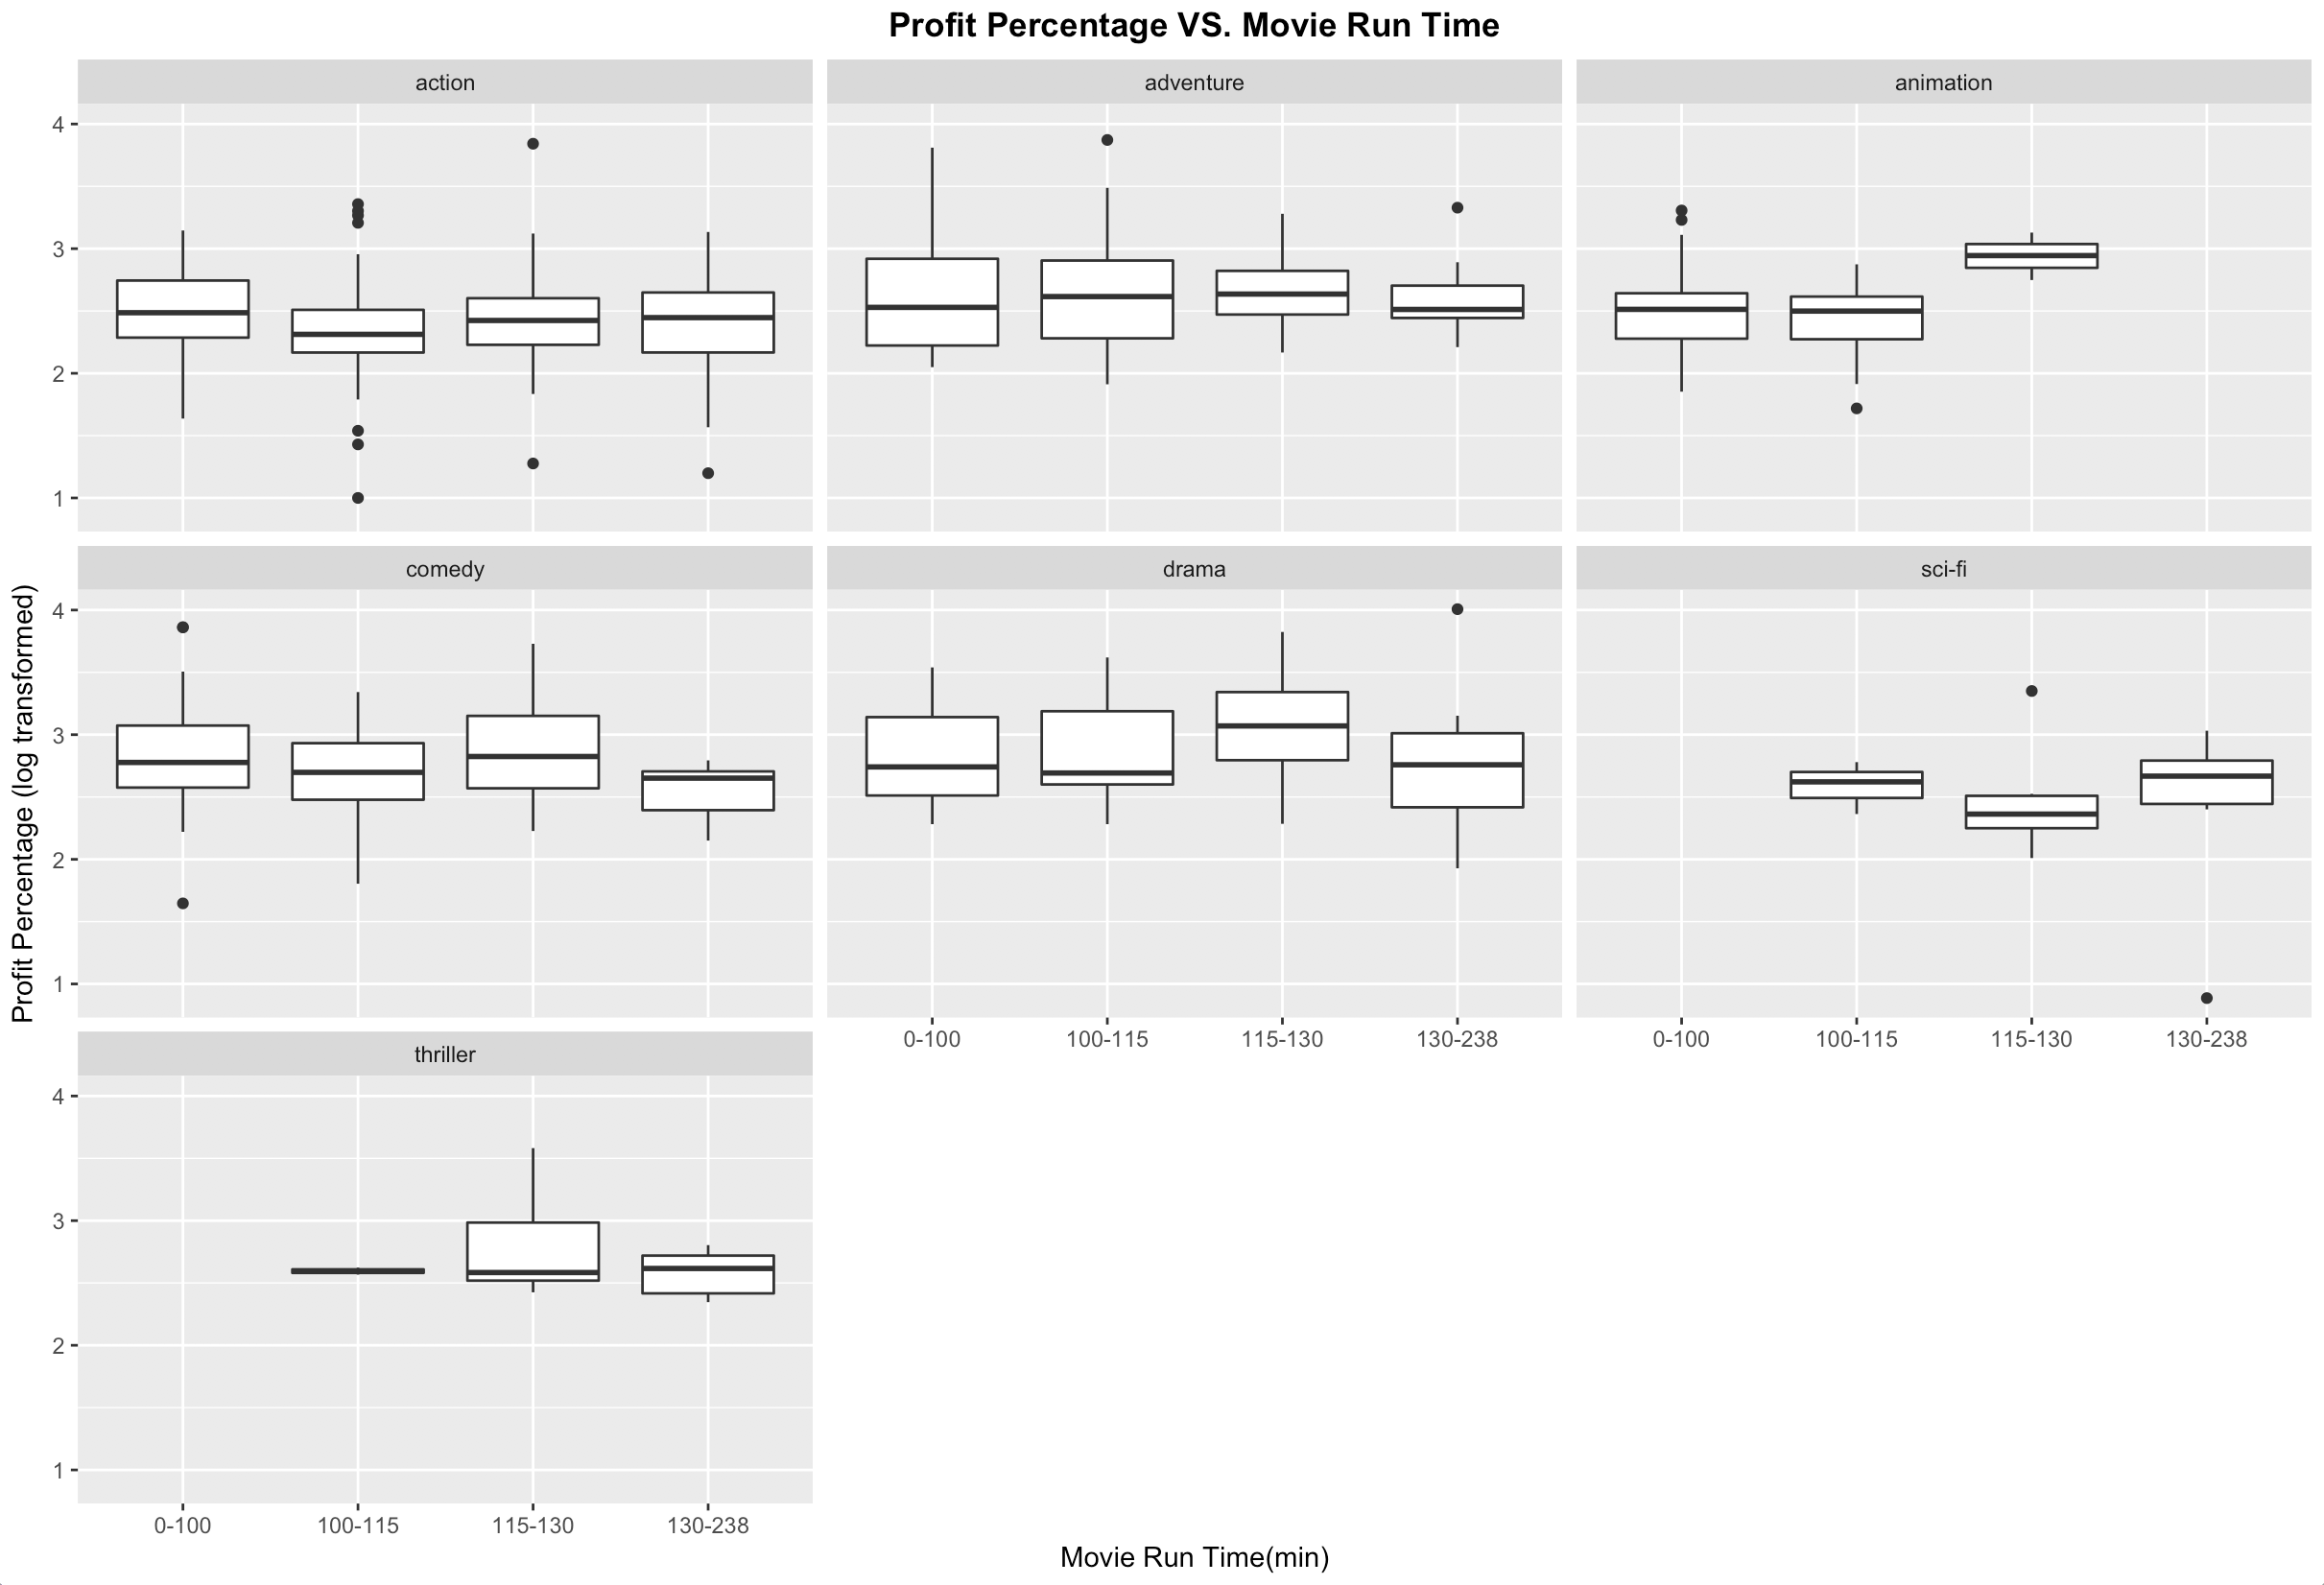 Profit Percentage VS. Movie Run Time
action
adventure
animation
4
3
2
1
comedy
drama
sci-fi
Profit Percentage (log transformed)
4
3
2
1
0-100 100-115 115-130 130-238
0-100 100-115 115-130 130-238
thriller
4
3
2
1
0-100 100-115 115-130 130-238
Movie Run Time(min)